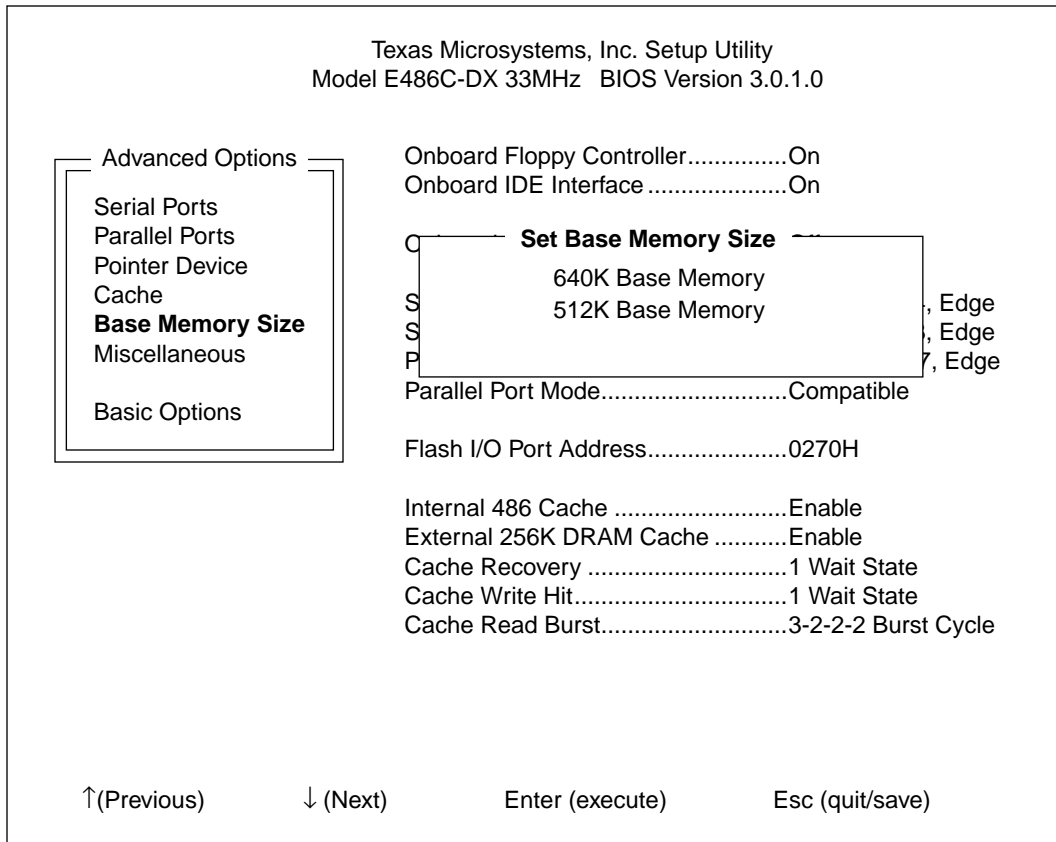 Texas Microsystems, Inc. Setup Utility
Model E486C-DX 33MHz BIOS Version 3.0.1.0
Advanced Options
Serial Ports
Parallel Ports
Pointer Device
Cache
Base Memory Size
Miscellaneous
Basic Options
Onboard Floppy Controller..............On
Onboard IDE Interface .....................On
Set Base Memory Size
640K Base Memory
512K Base Memory
, Edge
, Edge
, Edge
Parallel Port Mode............................Compatible
Flash I/O Port Address.....................0270H
Internal 486 Cache ..........................Enable
External 256K DRAM Cache ...........Enable
Cache Recovery ..............................1 Wait State
Cache Write Hit................................1 Wait State
Cache Read Burst............................3-2-2-2 Burst Cycle
↑(Previous) ↓ (Next) Enter (execute) Esc (quit/save)